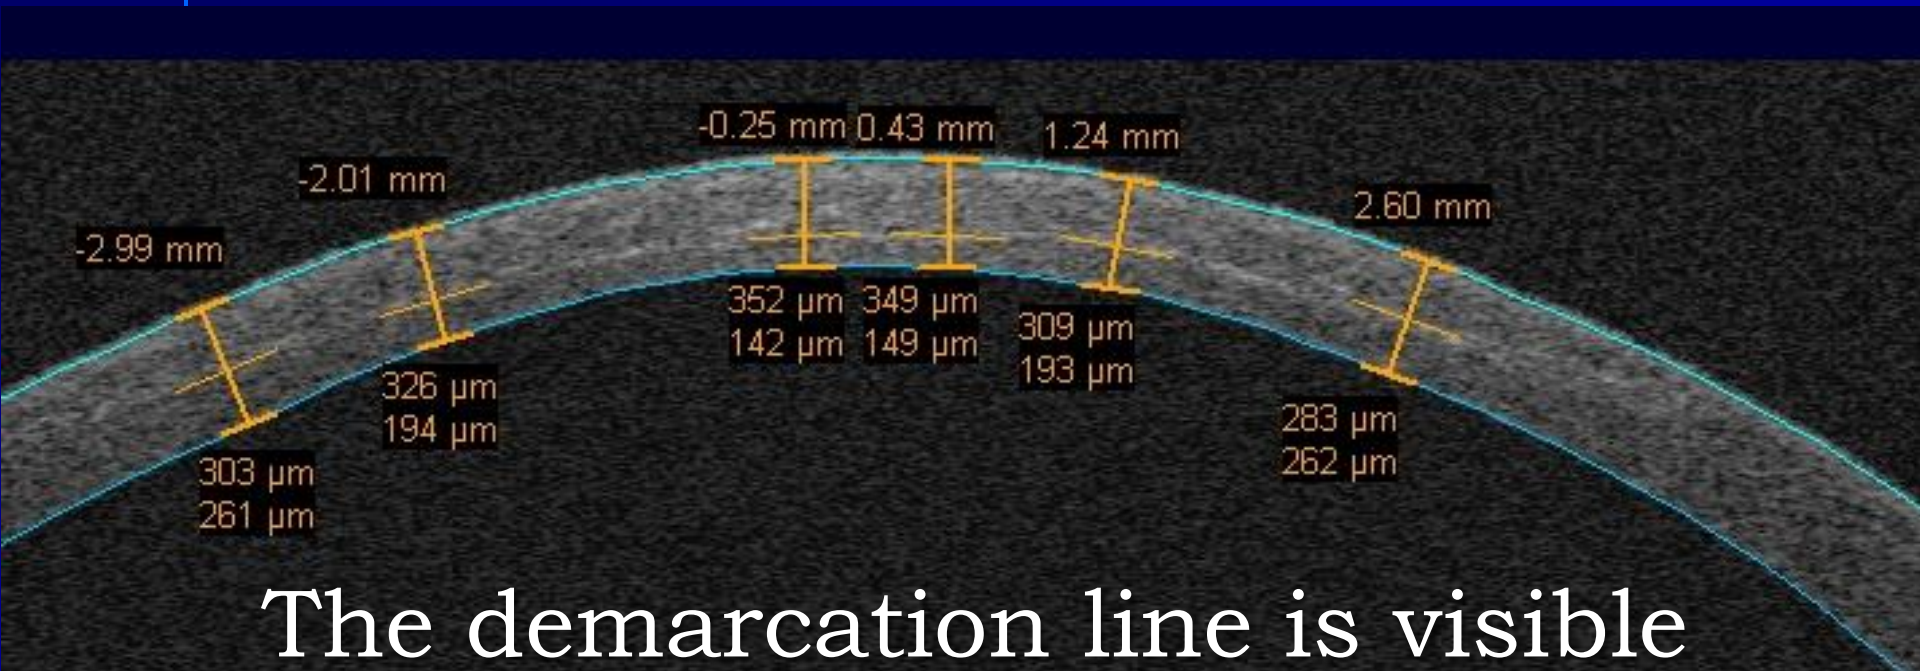 -0.25 mm 0.43 mm 1.24 mm
-2.01 mm
2.60 mm
-2.99 mm
352 µm 349 µm
142 µm 149 µm
309 µm
193 µm
326 µm
194 µm
283 µm
262 µm
303 µm
261 µm
The demarcation line is visible